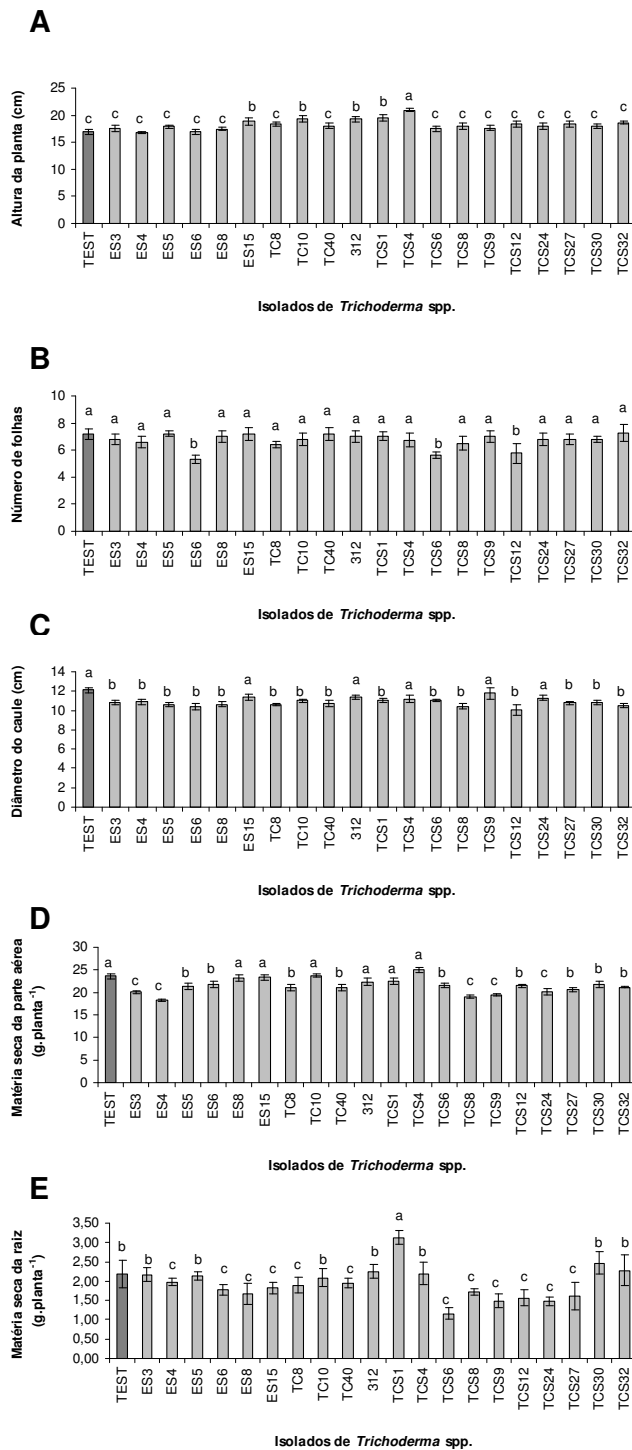 A
Altura da planta (cm)
25
20
15
10
5
0
c c c c c c b c b c b b a c c c c c c c c
TEST ES3 ES4 ES5 ES6 ES8 ES15 TC8 TC10 TC40 312 TCS1 TCS4 TCS6 TCS8 TCS9 TCS12 TCS24 TCS27 TCS30 TCS32
Isolados de Trichoderma spp.
B
Número de folhas
10
8
6
4
2
0
a a a a b a a a a a a a a b a a b a a a a
TEST ES3 ES4 ES5 ES6 ES8 ES15 TC8 TC10 TC40 312 TCS1 TCS4 TCS6 TCS8 TCS9 TCS12 TCS24 TCS27 TCS30 TCS32
Isolados de Trichoderma spp.
C
Diâmetro do caule (cm)
14
12
10
8
6
4
2
0
a b b b b b a b b b a b a b b a b a b b b
TEST ES3 ES4 ES5 ES6 ES8 ES15 TC8 TC10 TC40 312 TCS1 TCS4 TCS6 TCS8 TCS9 TCS12 TCS24 TCS27 TCS30 TCS32
Isolados de Trichoderma spp.
D
Matéria seca da parte aérea
(g.planta⁻¹)
30
25
20
15
10
5
0
a c c b b a a b a b a a a b c c b c b b b
TEST ES3 ES4 ES5 ES6 ES8 ES15 TC8 TC10 TC40 312 TCS1 TCS4 TCS6 TCS8 TCS9 TCS12 TCS24 TCS27 TCS30 TCS32
Isolados de Trichoderma spp.
E
Matéria seca da raiz
(g.planta⁻¹)
3,50
3,00
2,50
2,00
1,50
1,00
0,50
0,00
b b c b c c c c b c b a b c c c c c c b b
TEST ES3 ES4 ES5 ES6 ES8 ES15 TC8 TC10 TC40 312 TCS1 TCS4 TCS6 TCS8 TCS9 TCS12 TCS24 TCS27 TCS30 TCS32
Isolados de Trichoderma spp.